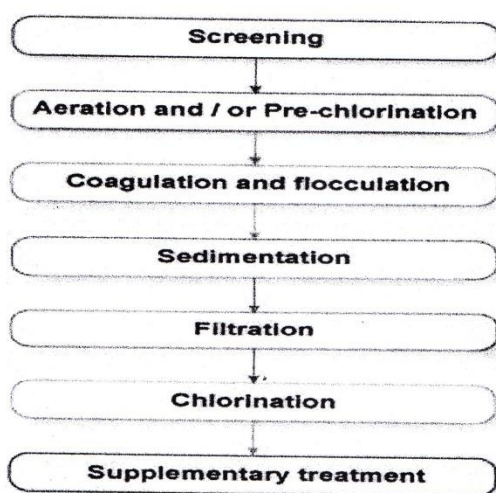 Screening
Aeration and / or Pre-chlorination
Coagulation and flocculation
Sedimentation
Filtration
Chlorination
Supplementary treatment